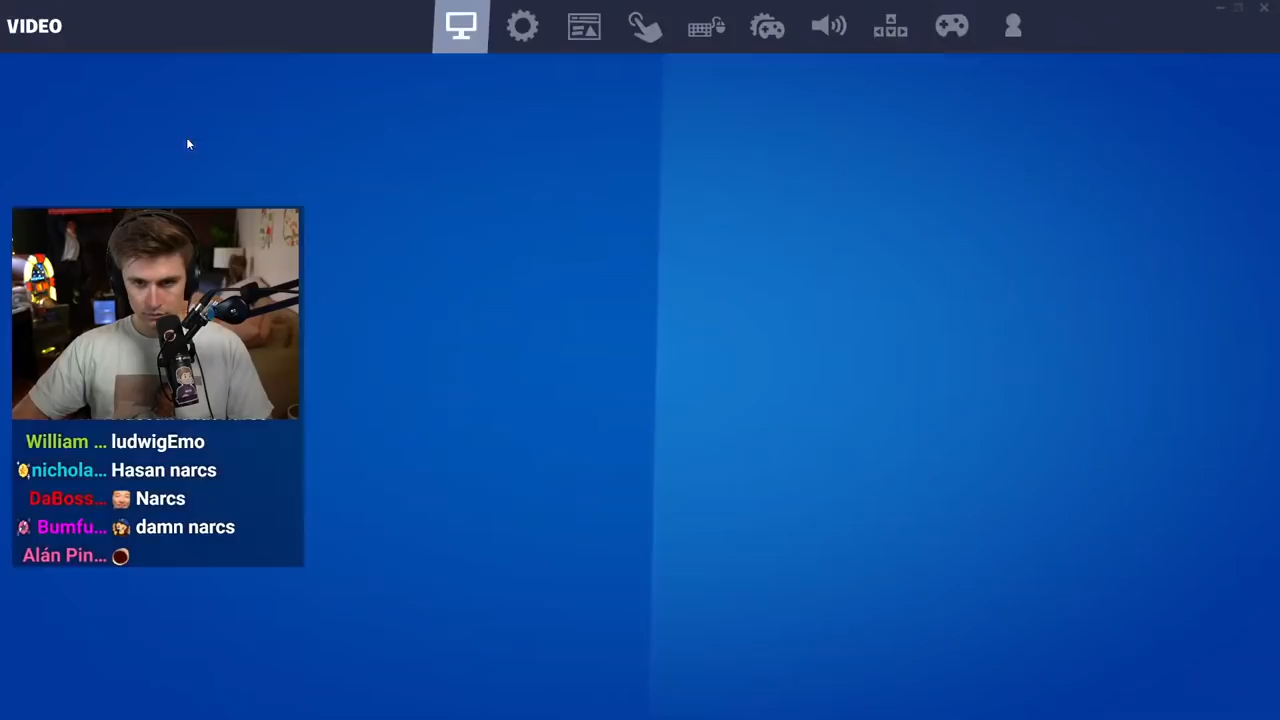 VIDEO
William ... ludwigEmo
nichola... Hasan narcs
DaBoss... Narcs
Bumfu... damn narcs
Alán Pin...